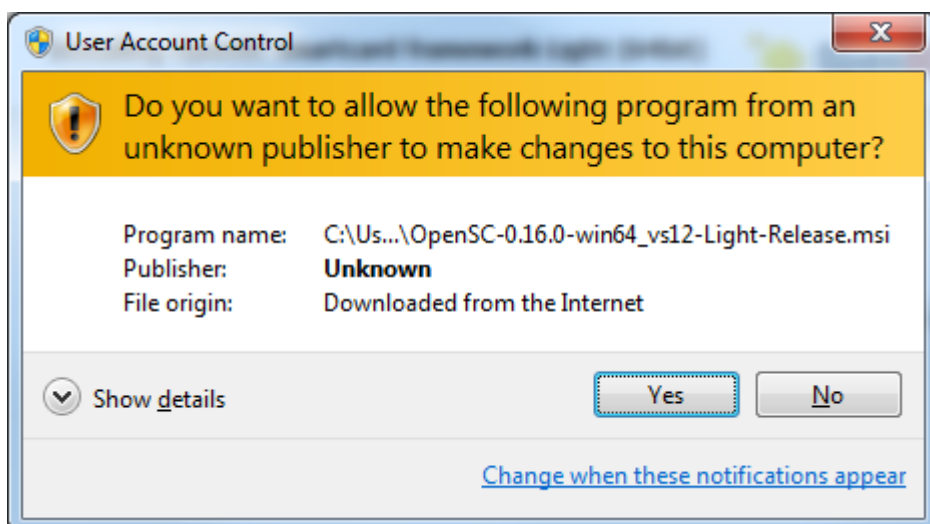 User Account Control
Do you want to allow the following program from an
unknown publisher to make changes to this computer?
Program name: C:\Us...\OpenSC-0.16.0-win64_vs12-Light-Release.msi
Publisher: Unknown
File origin: Downloaded from the Internet
Show details
Yes
No
Change when these notifications appear